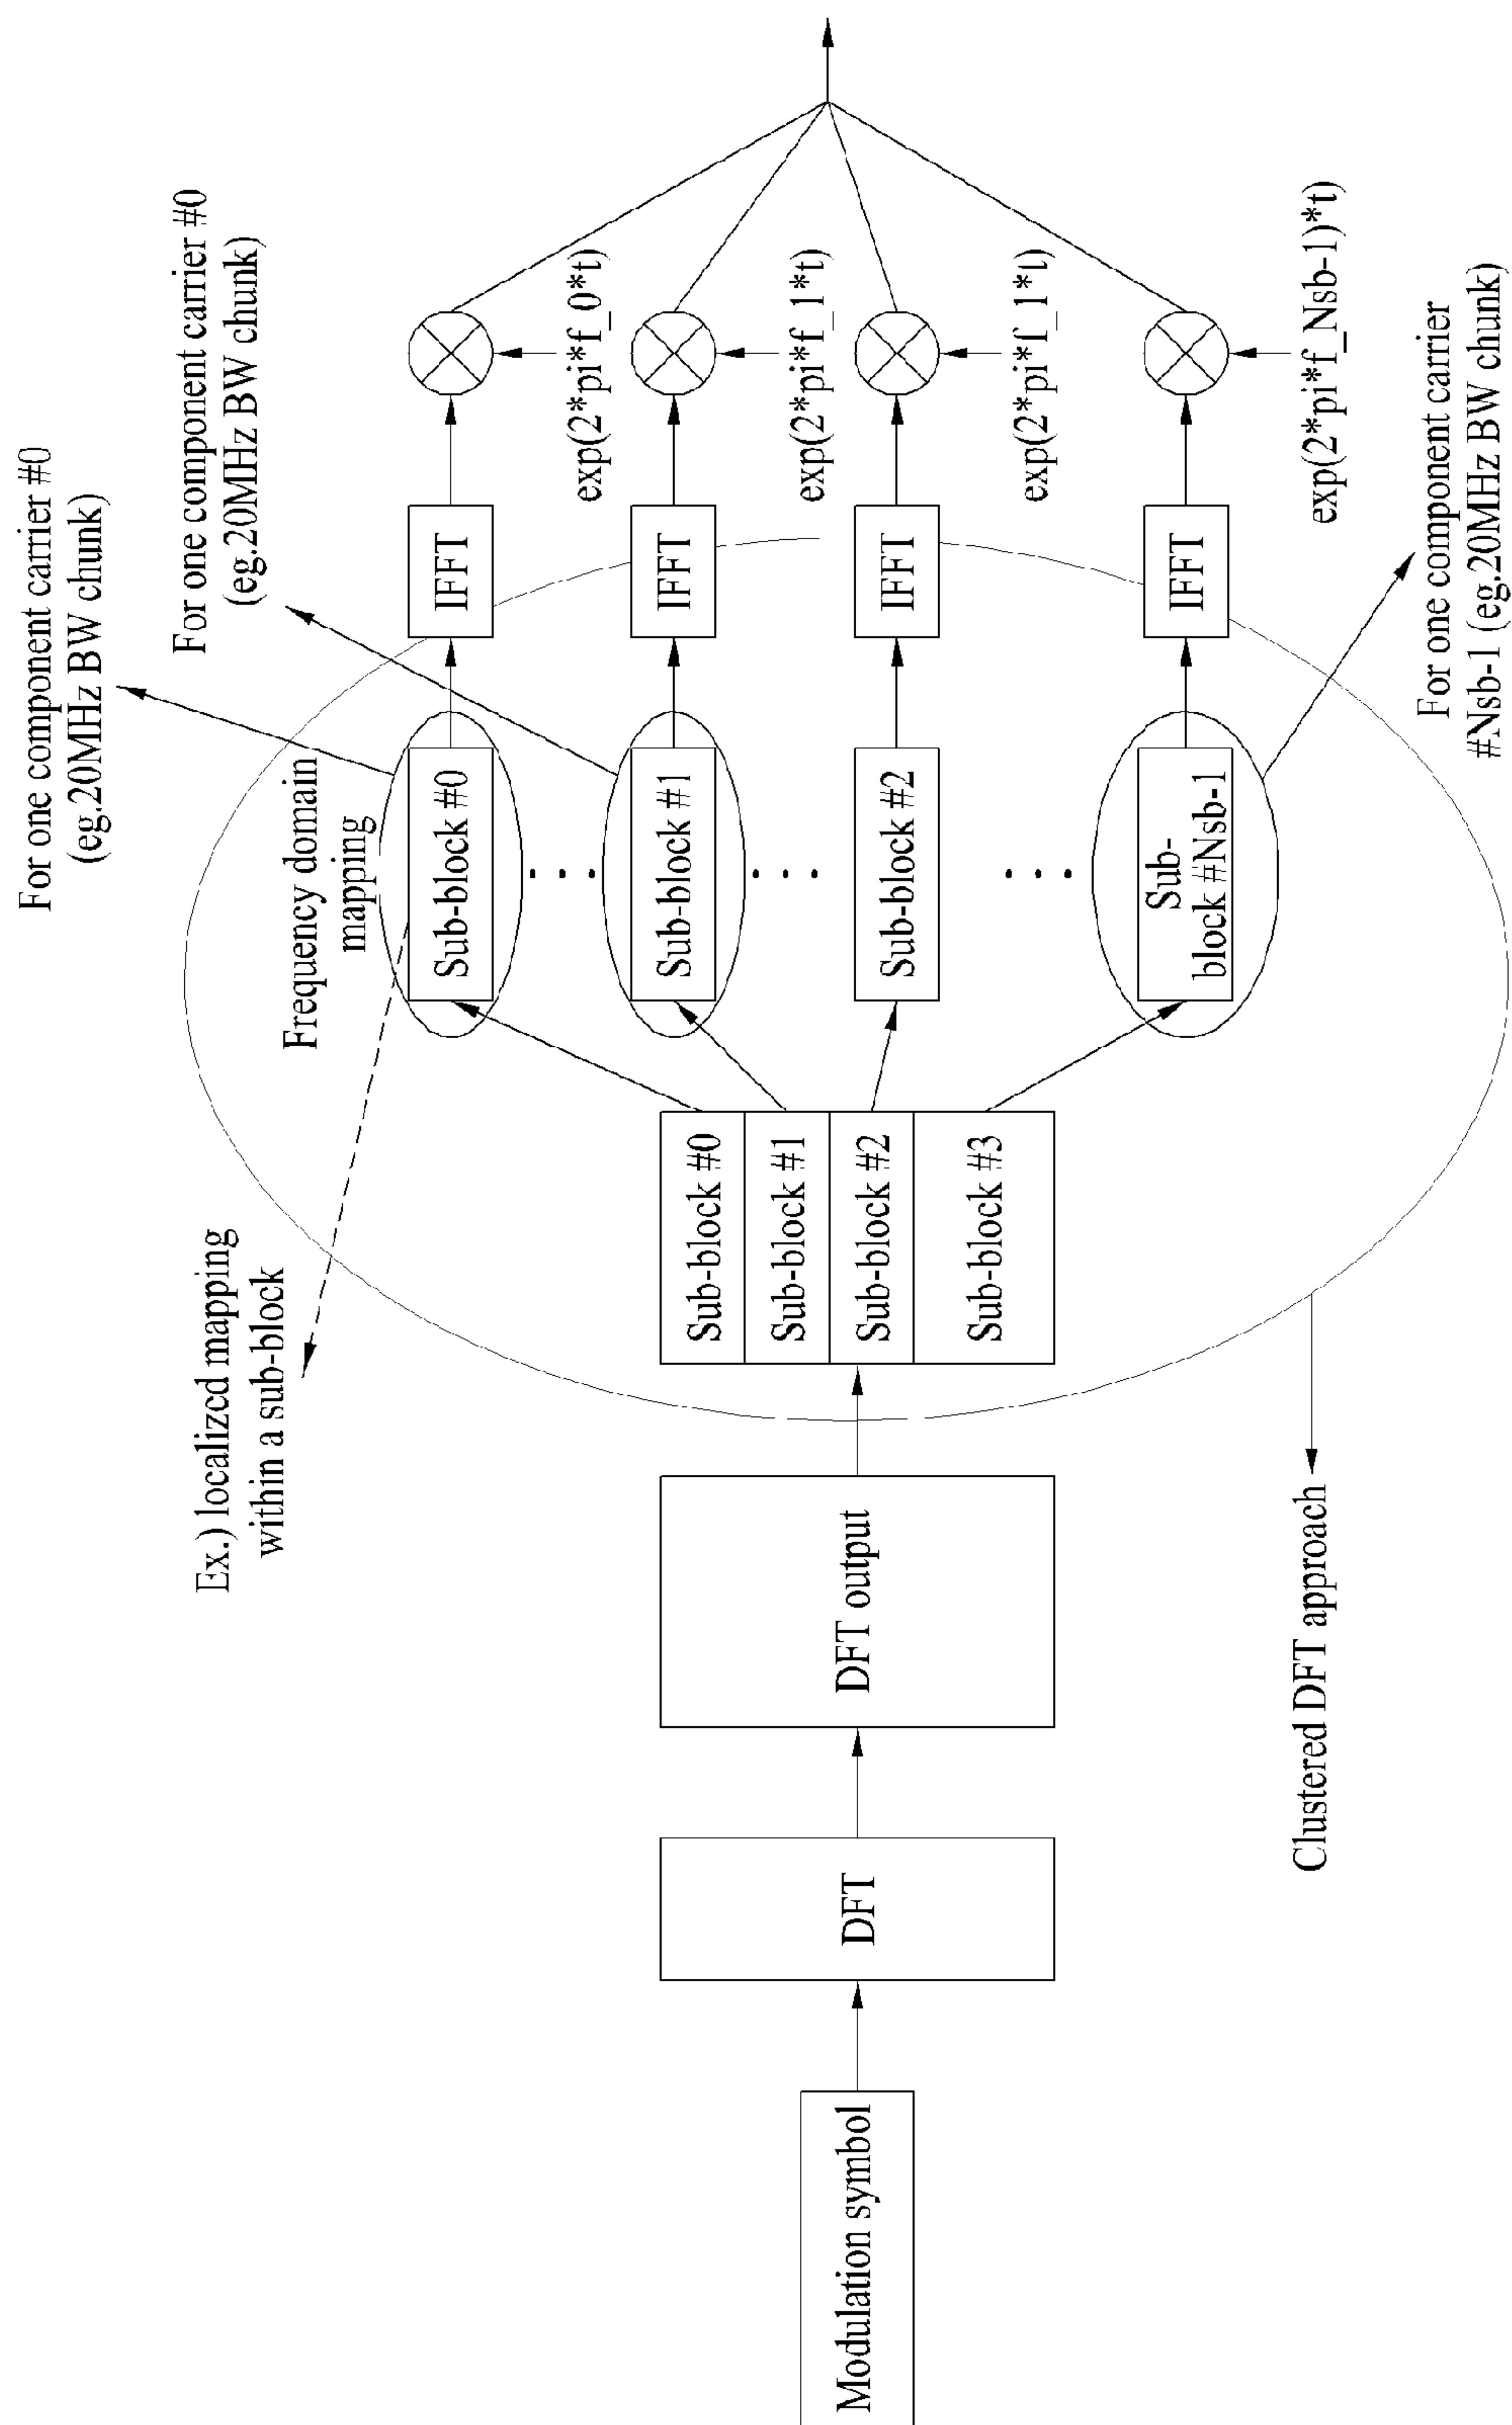 Modulation symbol
DFT
DFT output
Sub-block #0
Sub-block #1
Sub-block #2
Sub-block #3
Ex.) localizcd mapping
within a sub-block
Frequency domain
mapping
Sub-block #0
Sub-block #1
Sub-block #2
Sub-
block #Nsb-1
For one component carrier #0
(eg.20MHz BW chunk)
For one component carrier #0
(eg.20MHz BW chunk)
IFFT
IFFT
IFFT
IFFT
exp(2*pi*f_0*t)
exp(2*pi*f_1*t)
exp(2*pi*f_1*t)
exp(2*pi*f_Nsb-1)*t)
For one component carrier
#Nsb-1 (eg.20MHz BW chunk)
Clustered DFT approach